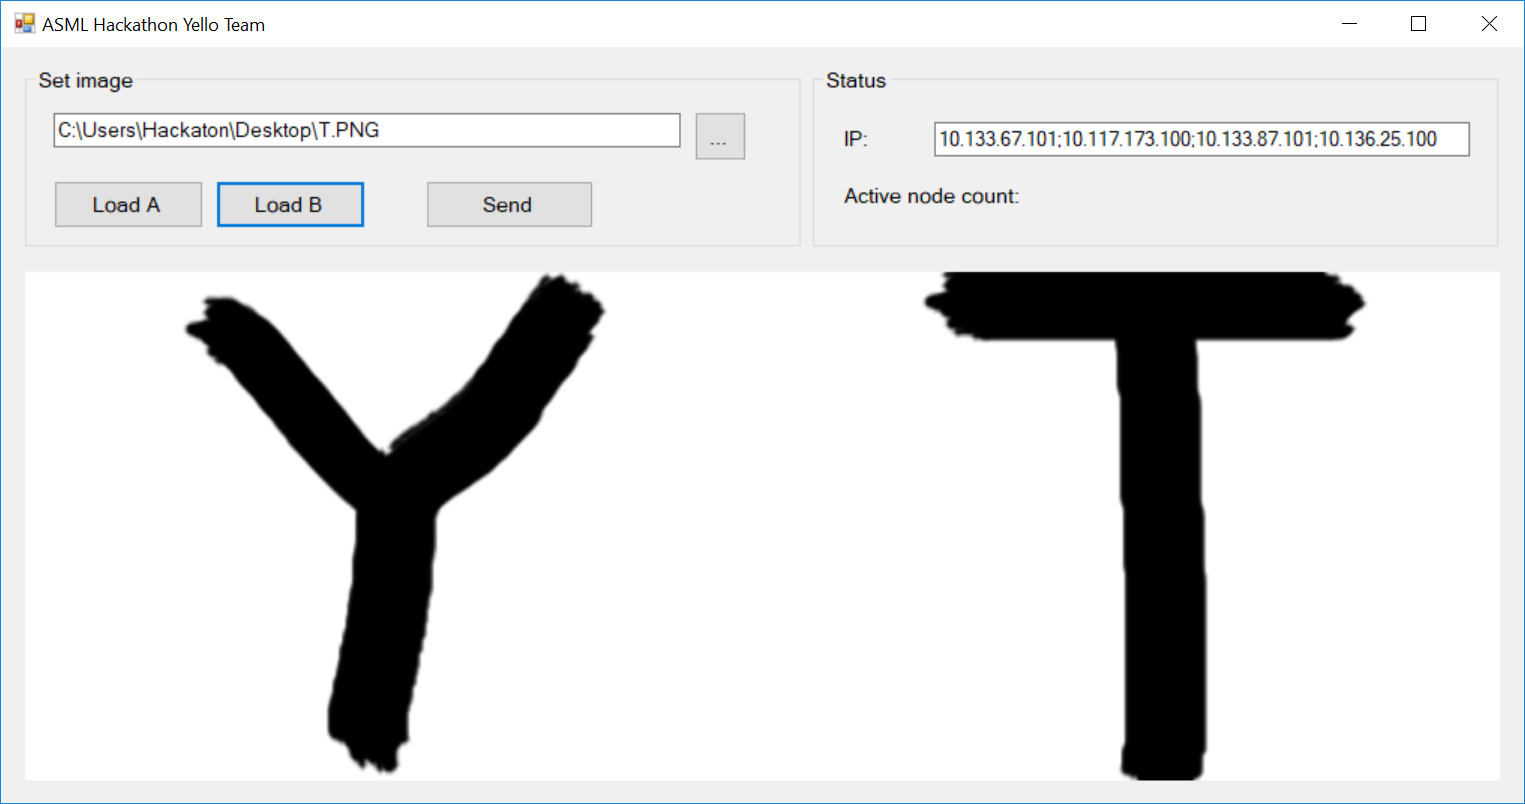 ASML Hackathon Yello Team
Set image
C:\Users\Hackaton\Desktop\T.PNG
...
Load A
Load B
Send
Status
IP:
10.133.67.101;10.117.173.100;10.133.87.101;10.136.25.100
Active node count:
Y T